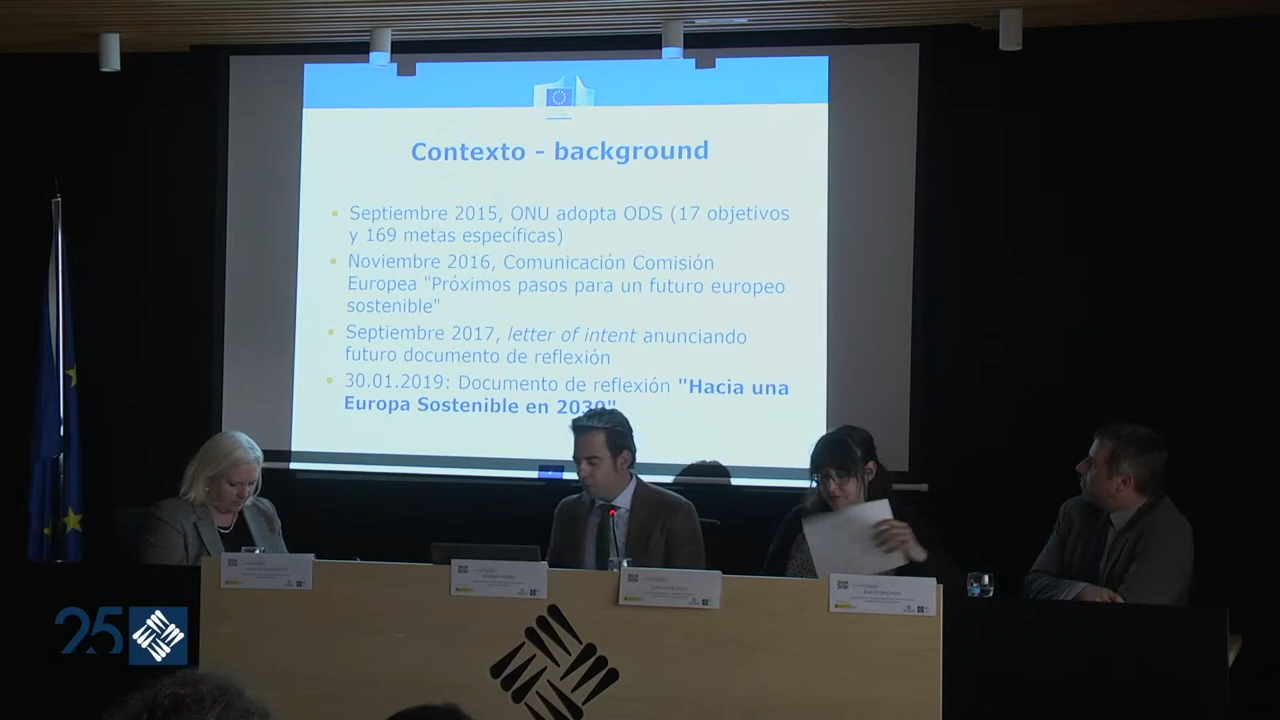 Contexto - background
• Septiembre 2015, ONU adopta ODS (17 objetivos
y 169 metas específicas)
• Noviembre 2016, Comunicación Comisión
Europea "Próximos pasos para un futuro europeo
sostenible"
• Septiembre 2017, letter of intent anunciando
futuro documento de reflexión
• 30.01.2019: Documento de reflexión "Hacia una
Europa Sostenible en 2030"
25